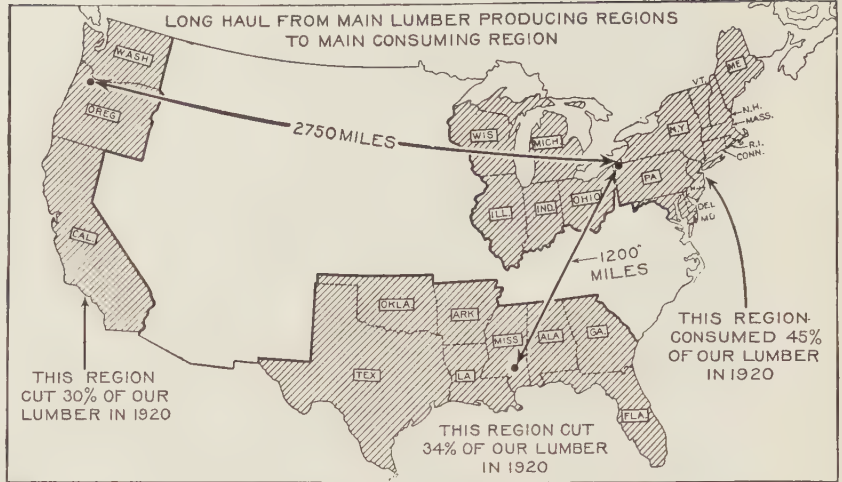 LONG HAUL FROM MAIN LUMBER PRODUCING REGIONS
TO MAIN CONSUMING REGION
WASH
OREG
2750 MILES
WIS
MICH
ILL
IND.
OHIO
N.Y
PA
VT.
ME
N.H.
MASS.
R.I.
CONN.
N.J.
DEL
MD
CAL.
1200
MILES
OKLA
ARK
TEX
LA
MISS
ALA
GA.
FLA.
THIS REGION
CUT 30% OF OUR
LUMBER IN 1920
THIS REGION CUT
34% OF OUR LUMBER
IN 1920
THIS REGION
CONSUMED 45%
OF OUR LUMBER
IN 1920